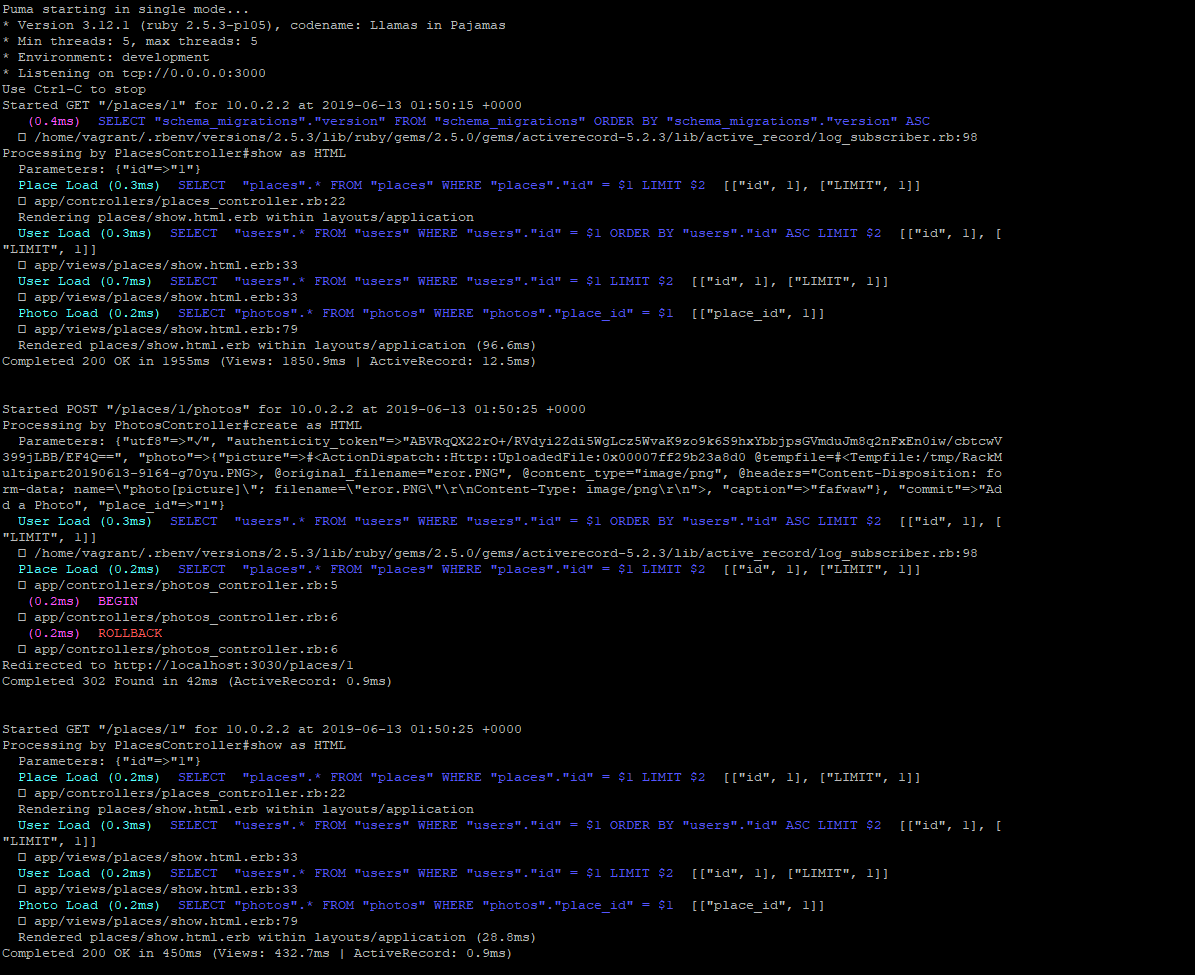 Puma starting in single mode...
* Version 3.12.1 (ruby 2.5.3-p105), codename: Llamas in Pajamas
* Min threads: 5, max threads: 5
* Environment: development
* Listening on tcp://0.0.0.0:3000
Use Ctrl-C to stop
Started GET "/places/1" for 10.0.2.2 at 2019-06-13 01:50:15 +0000
(0.4ms) SELECT "schema_migrations"."version" FROM "schema_migrations" ORDER BY "schema_migrations"."version" ASC
□ /home/vagrant/.rbenv/versions/2.5.3/lib/ruby/gems/2.5.0/gems/activerecord-5.2.3/lib/active_record/log_subscriber.rb:98
Processing by PlacesController#show as HTML
Parameters: {"id"=>"1"}
Place Load (0.3ms) SELECT "places".* FROM "places" WHERE "places"."id" = $1 LIMIT $2 [["id", 1], ["LIMIT", 1]]
□ app/controllers/places_controller.rb:22
Rendering places/show.html.erb within layouts/application
User Load (0.3ms) SELECT "users".* FROM "users" WHERE "users"."id" = $1 ORDER BY "users"."id" ASC LIMIT $2 [["id", 1], [
"LIMIT", 1]]
□ app/views/places/show.html.erb:33
User Load (0.7ms) SELECT "users".* FROM "users" WHERE "users"."id" = $1 LIMIT $2 [["id", 1], ["LIMIT", 1]]
□ app/views/places/show.html.erb:33
Photo Load (0.2ms) SELECT "photos".* FROM "photos" WHERE "photos"."place_id" = $1 [["place_id", 1]]
□ app/views/places/show.html.erb:79
Rendered places/show.html.erb within layouts/application (96.6ms)
Completed 200 OK in 1955ms (Views: 1850.9ms | ActiveRecord: 12.5ms)
Started POST "/places/1/photos" for 10.0.2.2 at 2019-06-13 01:50:25 +0000
Processing by PhotosController#create as HTML
Parameters: {"utf8"=>"✓", "authenticity_token"=>"ABVRqQX22rO+/RVdyi2Zdi5WgLcz5WvaK9zo9k6S9hxYbbjpsGVmduJm8q2nFxEn0iw/cbtcwV
399jLBB/EF4Q==", "photo"=>{"picture"=>#<ActionDispatch::Http::UploadedFile:0x00007ff29b23a8d0 @tempfile=#<Tempfile:/tmp/RackM
ultipart20190613-9164-g70yu.PNG>, @original_filename="eror.PNG", @content_type="image/png", @headers="Content-Disposition: fo
rm-data; name=\"photo[picture]\"; filename=\"eror.PNG\"\r\nContent-Type: image/png\r\n">, "caption"=>"fafwaw"}, "commit"=>"Ad
d a Photo", "place_id"=>"1"}
User Load (0.3ms) SELECT "users".* FROM "users" WHERE "users"."id" = $1 ORDER BY "users"."id" ASC LIMIT $2 [["id", 1], [
"LIMIT", 1]]
□ /home/vagrant/.rbenv/versions/2.5.3/lib/ruby/gems/2.5.0/gems/activerecord-5.2.3/lib/active_record/log_subscriber.rb:98
Place Load (0.2ms) SELECT "places".* FROM "places" WHERE "places"."id" = $1 LIMIT $2 [["id", 1], ["LIMIT", 1]]
□ app/controllers/photos_controller.rb:5
(0.2ms) BEGIN
□ app/controllers/photos_controller.rb:6
(0.2ms) ROLLBACK
□ app/controllers/photos_controller.rb:6
Redirected to http://localhost:3030/places/1
Completed 302 Found in 42ms (ActiveRecord: 0.9ms)
Started GET "/places/1" for 10.0.2.2 at 2019-06-13 01:50:25 +0000
Processing by PlacesController#show as HTML
Parameters: {"id"=>"1"}
Place Load (0.2ms) SELECT "places".* FROM "places" WHERE "places"."id" = $1 LIMIT $2 [["id", 1], ["LIMIT", 1]]
□ app/controllers/places_controller.rb:22
Rendering places/show.html.erb within layouts/application
User Load (0.3ms) SELECT "users".* FROM "users" WHERE "users"."id" = $1 ORDER BY "users"."id" ASC LIMIT $2 [["id", 1], [
"LIMIT", 1]]
□ app/views/places/show.html.erb:33
User Load (0.2ms) SELECT "users".* FROM "users" WHERE "users"."id" = $1 LIMIT $2 [["id", 1], ["LIMIT", 1]]
□ app/views/places/show.html.erb:33
Photo Load (0.2ms) SELECT "photos".* FROM "photos" WHERE "photos"."place_id" = $1 [["place_id", 1]]
□ app/views/places/show.html.erb:79
Rendered places/show.html.erb within layouts/application (28.8ms)
Completed 200 OK in 450ms (Views: 432.7ms | ActiveRecord: 0.9ms)